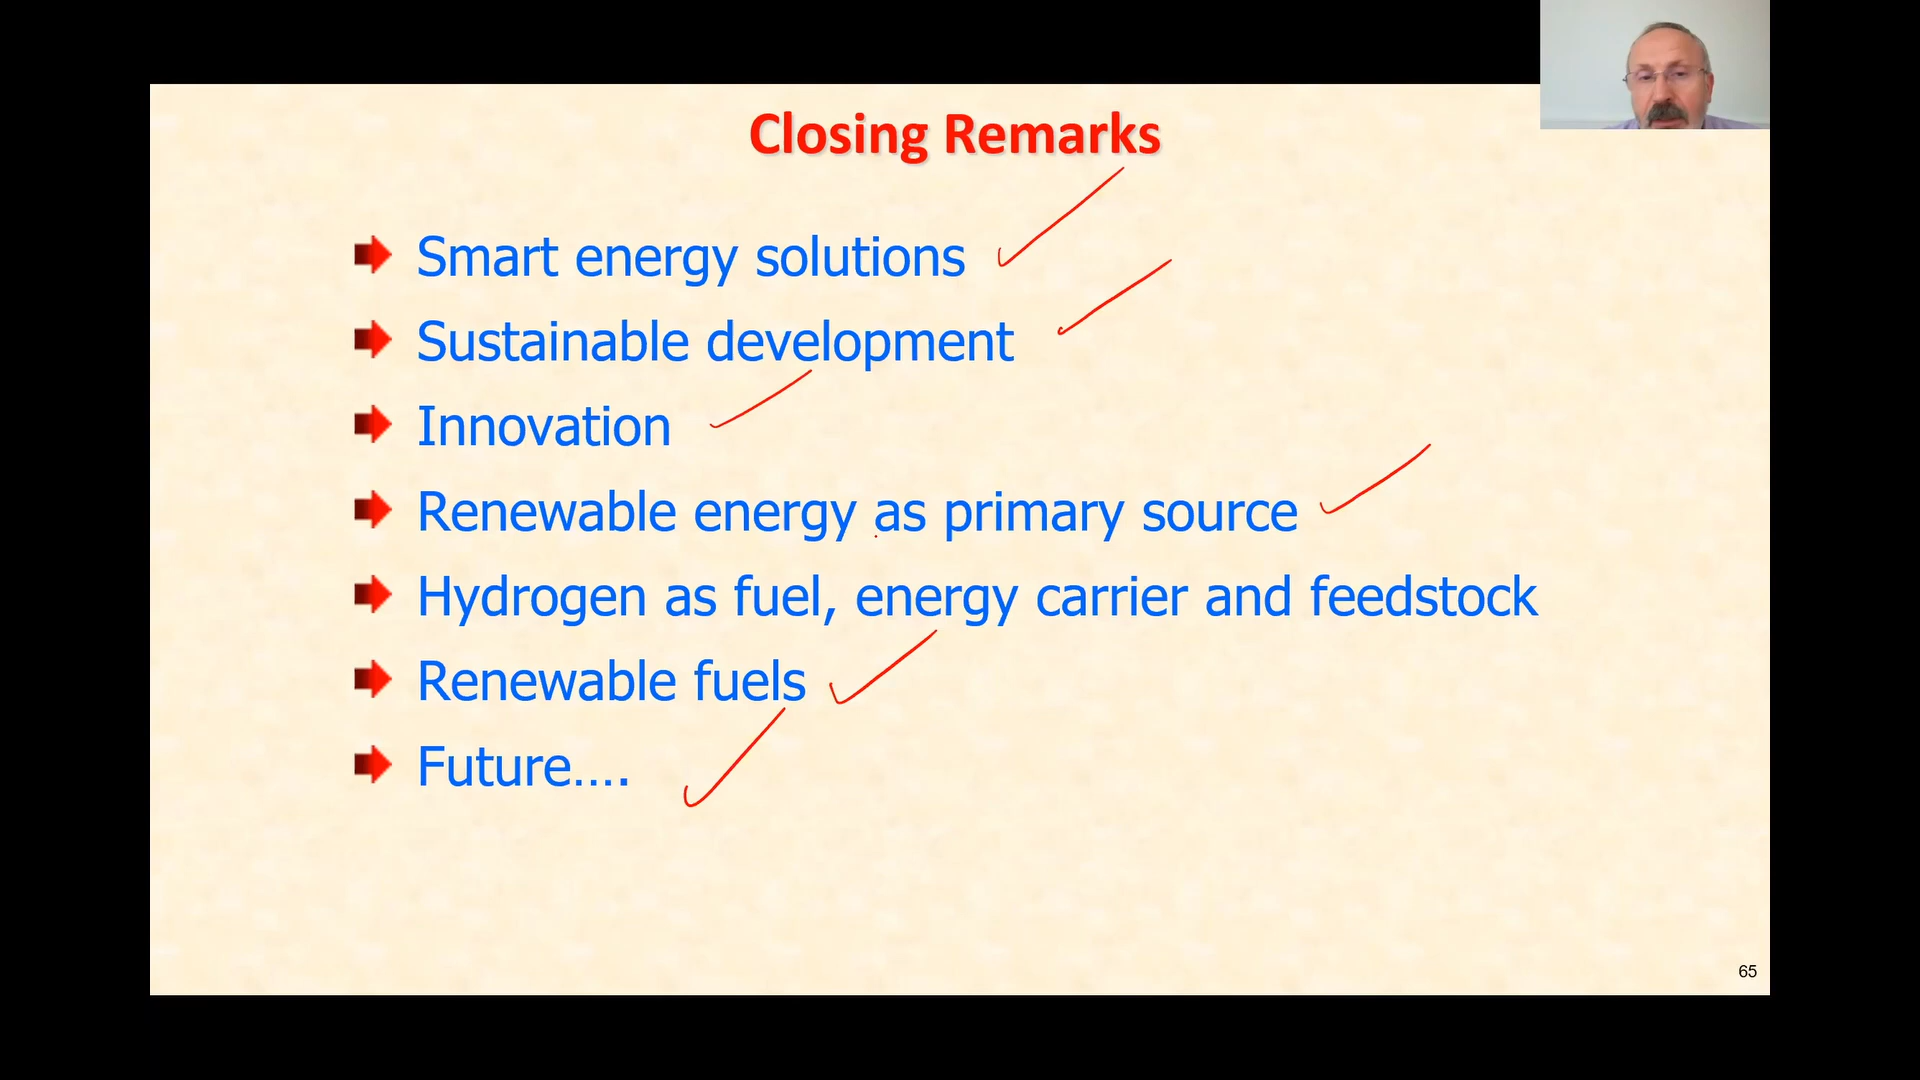 Closing Remarks
Smart energy solutions
Sustainable development
Innovation
Renewable energy as primary source
Hydrogen as fuel, energy carrier and feedstock
Renewable fuels
Future….
65